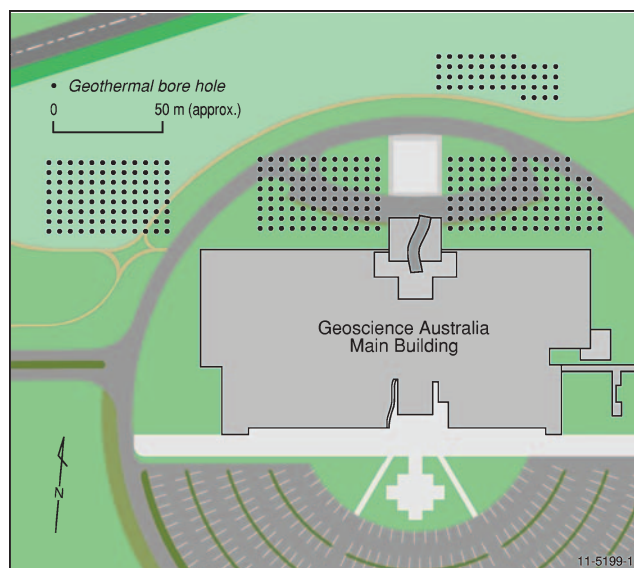 Geothermal bore hole
0 50 m (approx.)
Geoscience Australia
Main Building
N
11-5199-1